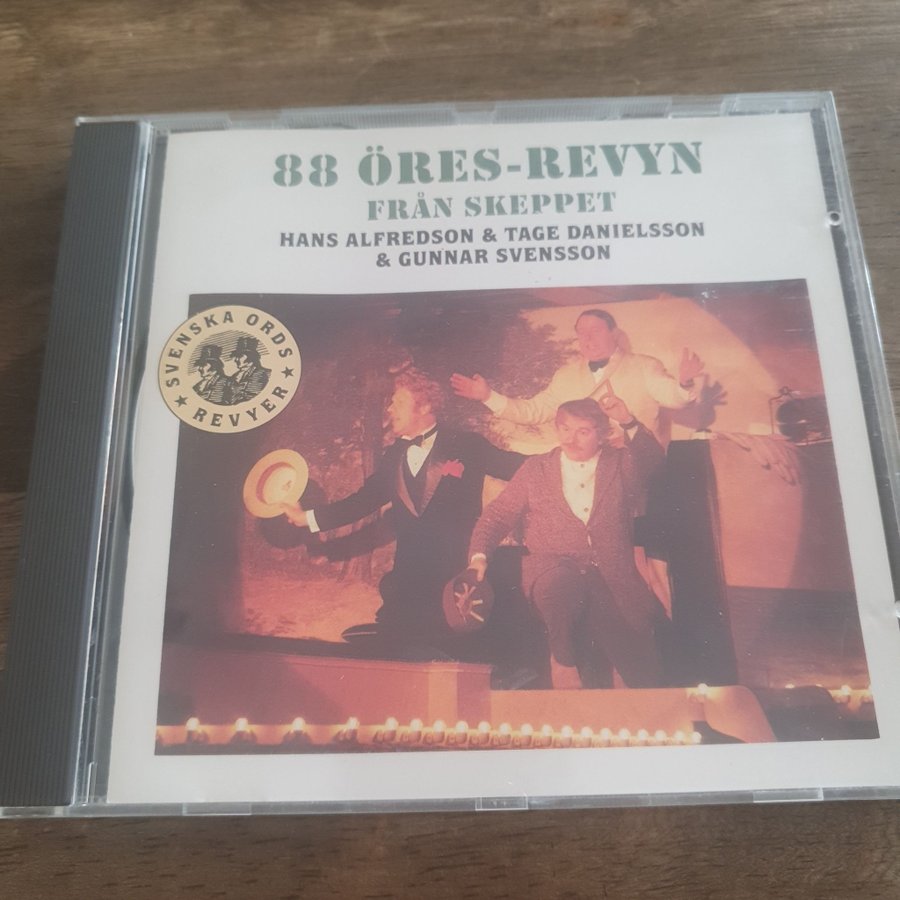 88 ÖRES-REVYN
FRÅN SKEPPET
HANS ALFREDSON & TAGE DANIELSSON
& GUNNAR SVENSSON
SVENSKA ORDS
REVYER